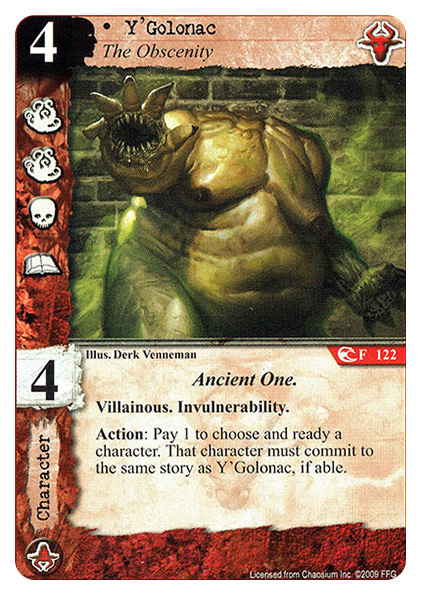 4
• Y'Golonac
The Obscenity
Illus. Derk Venneman
F 122
4
Ancient One.
Villainous. Invulnerability.
Action: Pay 1 to choose and ready a
character. That character must commit to
the same story as Y'Golonac, if able.
Character
Licensed from Chaosium Inc. ©2009 FFG